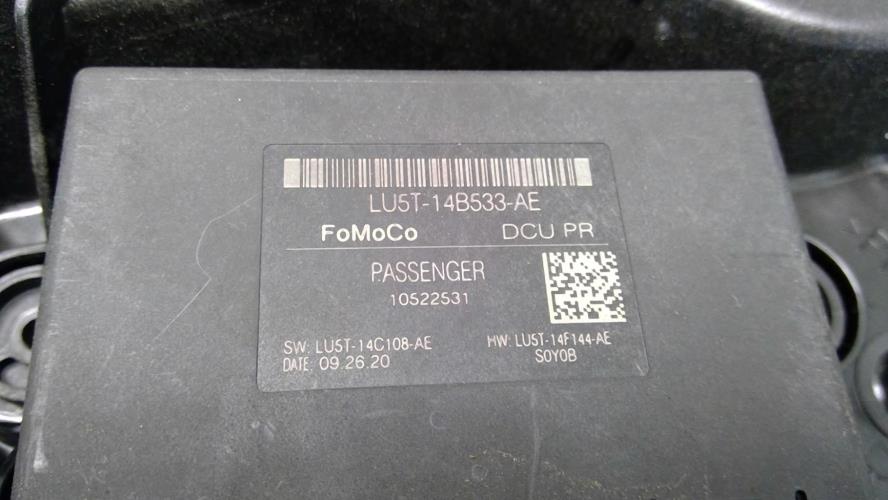 LU5T-14B533-AE
FoMoCo DCU PR
PASSENGER
10522531
SW: LU5T-14C108-AE HW: LU5T-14F144-AE
DATE: 09.26.20 S0Y0B